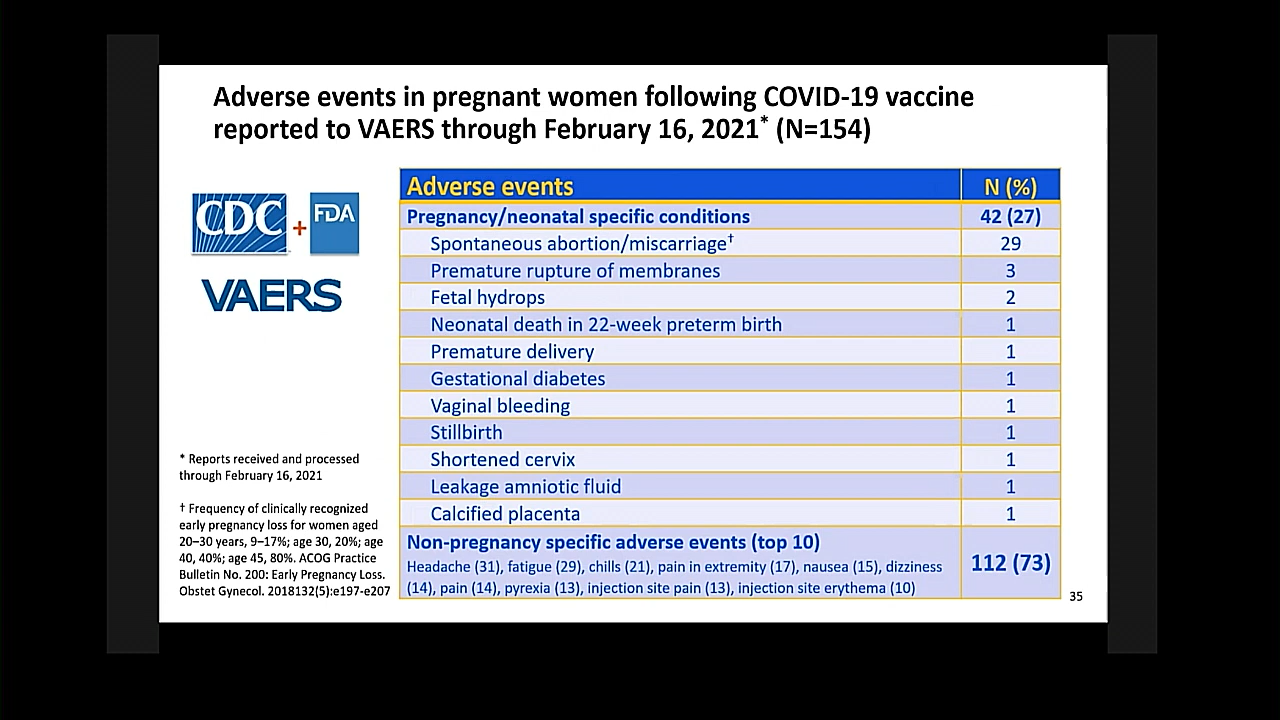 Adverse events in pregnant women following COVID-19 vaccine
reported to VAERS through February 16, 2021* (N=154)
CDC + FDA
VAERS
Adverse events N (%)
Pregnancy/neonatal specific conditions 42 (27)
Spontaneous abortion/miscarriage† 29
Premature rupture of membranes 3
Fetal hydrops 2
Neonatal death in 22-week preterm birth 1
Premature delivery 1
Gestational diabetes 1
Vaginal bleeding 1
Stillbirth 1
Shortened cervix 1
Leakage amniotic fluid 1
Calcified placenta 1
Non-pregnancy specific adverse events (top 10) 112 (73)
Headache (31), fatigue (29), chills (21), pain in extremity (17), nausea (15), dizziness
(14), pain (14), pyrexia (13), injection site pain (13), injection site erythema (10)
* Reports received and processed
through February 16, 2021
† Frequency of clinically recognized
early pregnancy loss for women aged
20–30 years, 9–17%; age 30, 20%; age
40, 40%; age 45, 80%. ACOG Practice
Bulletin No. 200: Early Pregnancy Loss.
Obstet Gynecol. 2018132(5):e197-e207
35